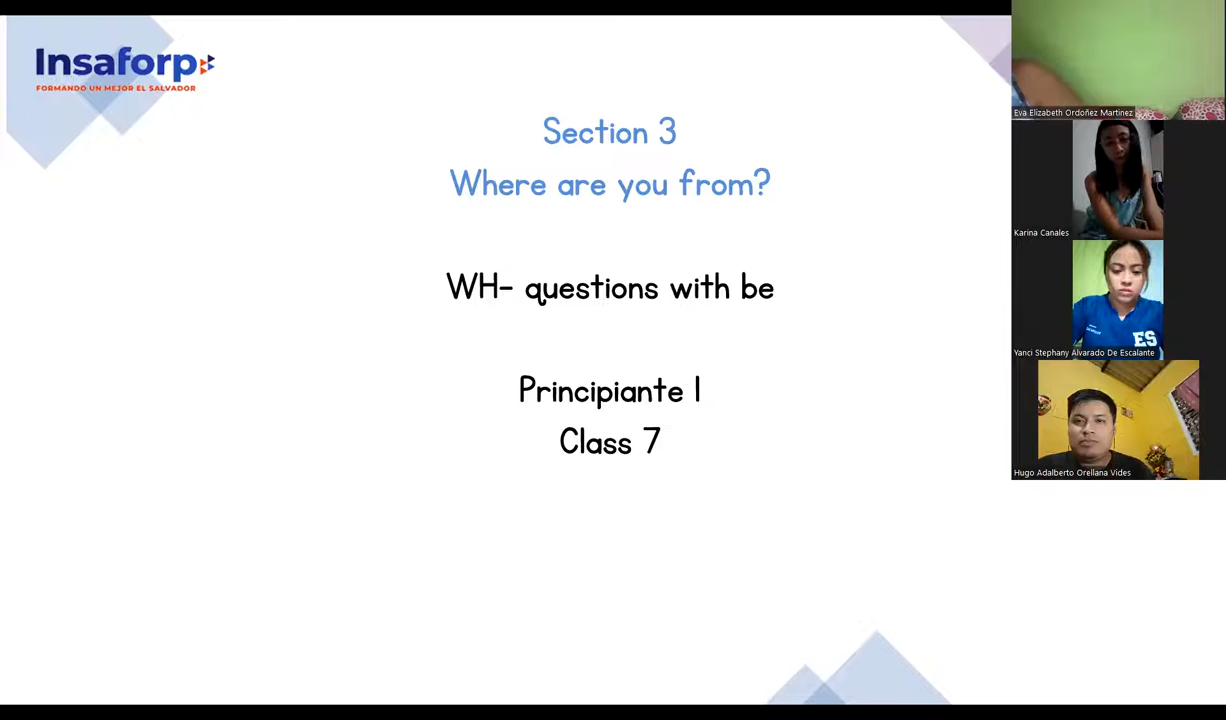 Insaforp
FORMANDO UN MEJOR EL SALVADOR
Section 3
Where are you from?
WH- questions with be
Principiante 1
Class 7
Eva Elizabeth Ordoñez Martinez
Karina Canales
ES
Yanci Stephany Alvarado De Escalante
Hugo Adalberto Orellana Vides